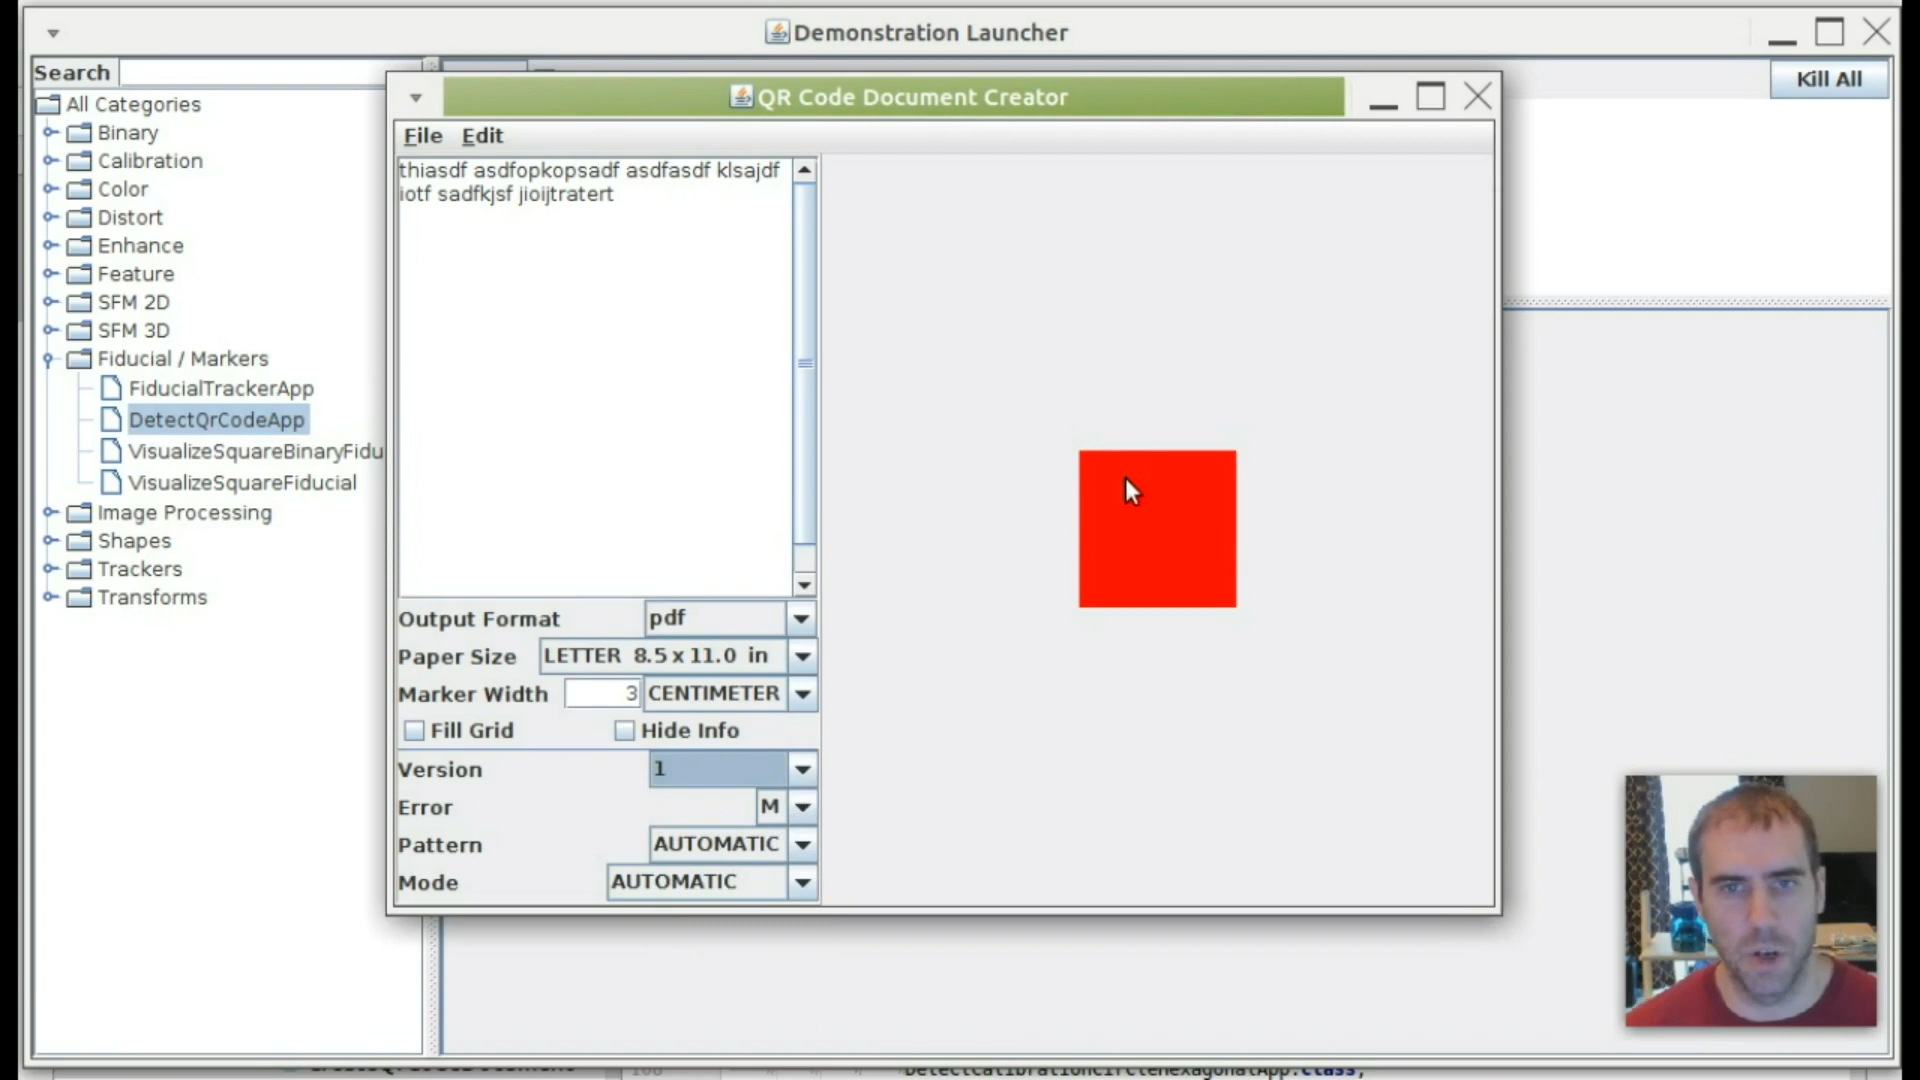 Demonstration Launcher
Search
Kill All
All Categories
Binary
Calibration
Color
Distort
Enhance
Feature
SFM 2D
SFM 3D
Fiducial / Markers
FiducialTrackerApp
DetectQrCodeApp
VisualizeSquareBinaryFidu
VisualizeSquareFiducial
Image Processing
Shapes
Trackers
Transforms
QR Code Document Creator
File Edit
thiasdf asdfopkopsadf asdfasdf klsajdf
iotf sadfkjsf jioijtratert
Output Format pdf
Paper Size LETTER 8.5 x 11.0 in
Marker Width 3 CENTIMETER
Fill Grid Hide Info
Version 1
Error M
Pattern AUTOMATIC
Mode AUTOMATIC
DetectCalibrationCircleHexagonalApp.class,